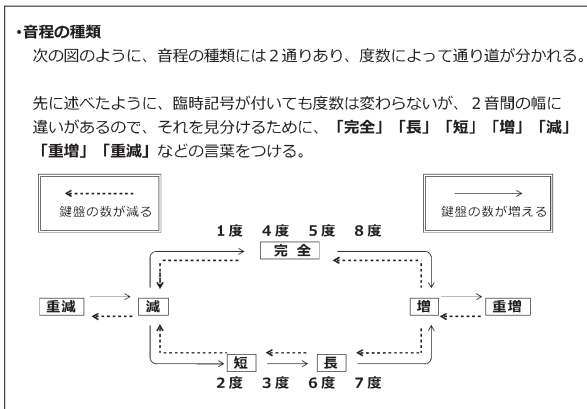 ・音程の種類
次の図のように、音程の種類には２通りあり、度数によって通り道が分かれる。
先に述べたように、臨時記号が付いても度数は変わらないが、２音間の幅に
違いがあるので、それを見分けるために、「完全」「長」「短」「増」「減」
「重増」「重減」などの言葉をつける。
鍵盤の数が減る
鍵盤の数が増える
１度 ４度 ５度 ８度
完 全
重減 減 増 重増
短 長
２度 ３度 ６度 ７度